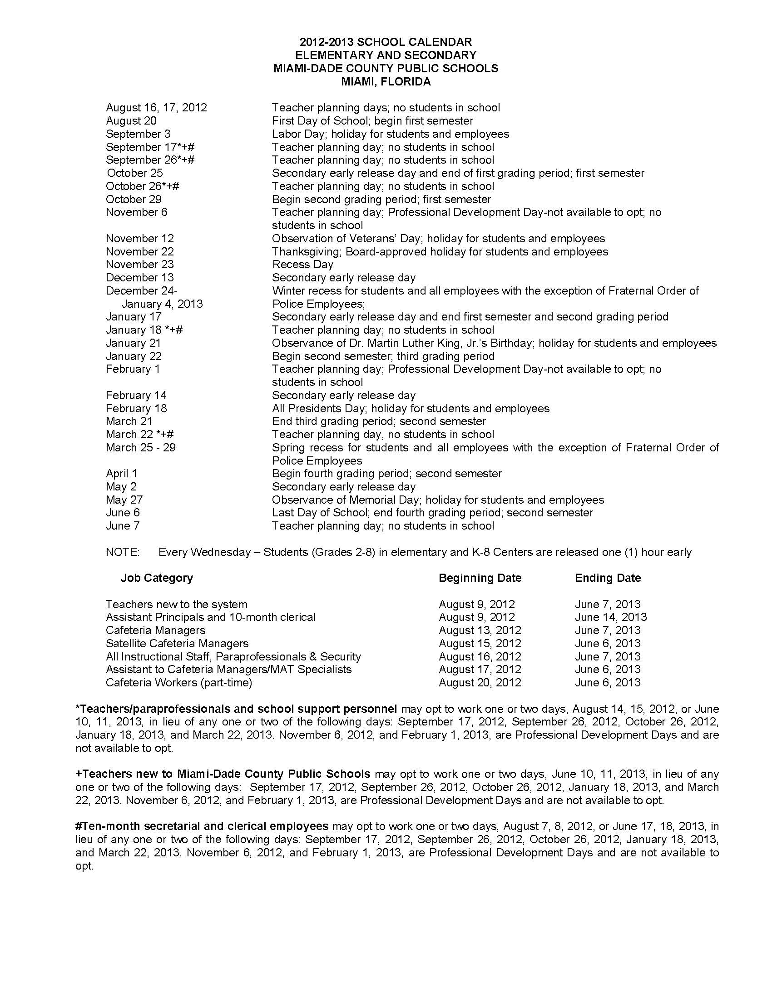 2012-2013 SCHOOL CALENDAR
ELEMENTARY AND SECONDARY
MIAMI-DADE COUNTY PUBLIC SCHOOLS
MIAMI, FLORIDA
August 16, 17, 2012 Teacher planning days; no students in school
August 20 First Day of School; begin first semester
September 3 Labor Day; holiday for students and employees
September 17*+# Teacher planning day; no students in school
September 26*+# Teacher planning day; no students in school
October 25 Secondary early release day and end of first grading period; first semester
October 26*+# Teacher planning day; no students in school
October 29 Begin second grading period; first semester
November 6 Teacher planning day; Professional Development Day-not available to opt; no
students in school
November 12 Observation of Veterans’ Day; holiday for students and employees
November 22 Thanksgiving; Board-approved holiday for students and employees
November 23 Recess Day
December 13 Secondary early release day
December 24- Winter recess for students and all employees with the exception of Fraternal Order of
January 4, 2013 Police Employees;
January 17 Secondary early release day and end first semester and second grading period
January 18 *+# Teacher planning day; no students in school
January 21 Observance of Dr. Martin Luther King, Jr.’s Birthday; holiday for students and employees
January 22 Begin second semester; third grading period
February 1 Teacher planning day; Professional Development Day-not available to opt; no
students in school
February 14 Secondary early release day
February 18 All Presidents Day; holiday for students and employees
March 21 End third grading period; second semester
March 22 *+# Teacher planning day, no students in school
March 25 - 29 Spring recess for students and all employees with the exception of Fraternal Order of
Police Employees
April 1 Begin fourth grading period; second semester
May 2 Secondary early release day
May 27 Observance of Memorial Day; holiday for students and employees
June 6 Last Day of School; end fourth grading period; second semester
June 7 Teacher planning day; no students in school
NOTE: Every Wednesday – Students (Grades 2-8) in elementary and K-8 Centers are released one (1) hour early
Job Category Beginning Date Ending Date
Teachers new to the system August 9, 2012 June 7, 2013
Assistant Principals and 10-month clerical August 9, 2012 June 14, 2013
Cafeteria Managers August 13, 2012 June 7, 2013
Satellite Cafeteria Managers August 15, 2012 June 6, 2013
All Instructional Staff, Paraprofessionals & Security August 16, 2012 June 7, 2013
Assistant to Cafeteria Managers/MAT Specialists August 17, 2012 June 6, 2013
Cafeteria Workers (part-time) August 20, 2012 June 6, 2013
*Teachers/paraprofessionals and school support personnel may opt to work one or two days, August 14, 15, 2012, or June
10, 11, 2013, in lieu of any one or two of the following days: September 17, 2012, September 26, 2012, October 26, 2012,
January 18, 2013, and March 22, 2013. November 6, 2012, and February 1, 2013, are Professional Development Days and are
not available to opt.
+Teachers new to Miami-Dade County Public Schools may opt to work one or two days, June 10, 11, 2013, in lieu of any
one or two of the following days: September 17, 2012, September 26, 2012, October 26, 2012, January 18, 2013, and March
22, 2013. November 6, 2012, and February 1, 2013, are Professional Development Days and are not available to opt.
#Ten-month secretarial and clerical employees may opt to work one or two days, August 7, 8, 2012, or June 17, 18, 2013, in
lieu of any one or two of the following days: September 17, 2012, September 26, 2012, October 26, 2012, January 18, 2013,
and March 22, 2013. November 6, 2012, and February 1, 2013, are Professional Development Days and are not available to
opt.